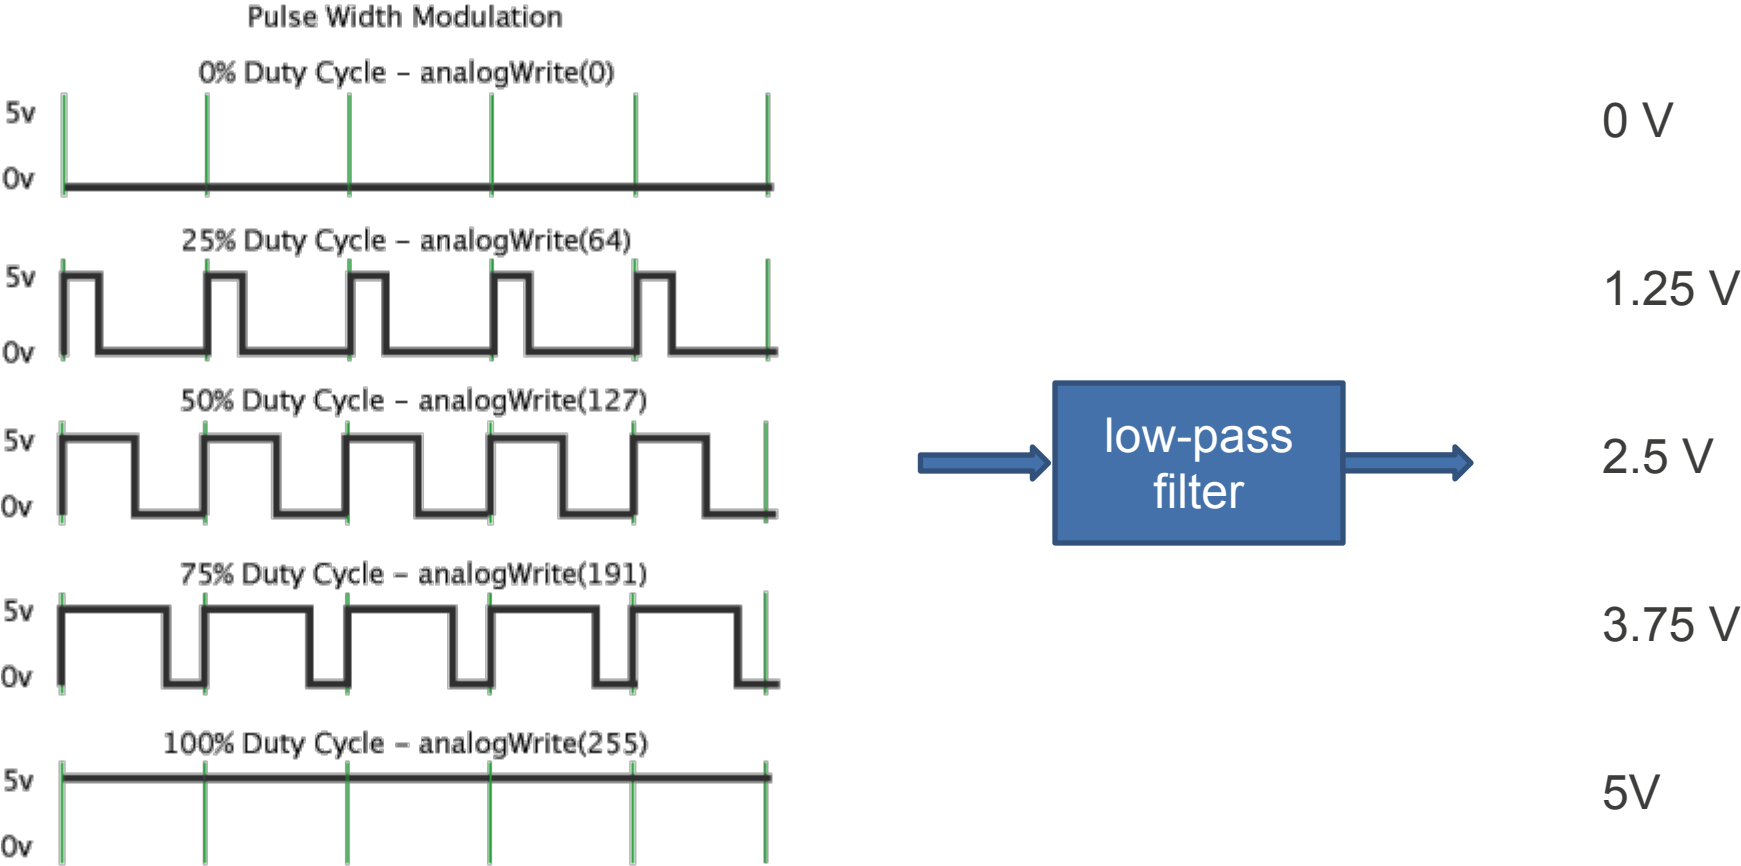 Pulse Width Modulation
0% Duty Cycle – analogWrite(0)
5v
0v
0 V
25% Duty Cycle – analogWrite(64)
5v
0v
1.25 V
50% Duty Cycle – analogWrite(127)
5v
0v
low-pass
filter
2.5 V
75% Duty Cycle – analogWrite(191)
5v
0v
3.75 V
100% Duty Cycle – analogWrite(255)
5v
0v
5V